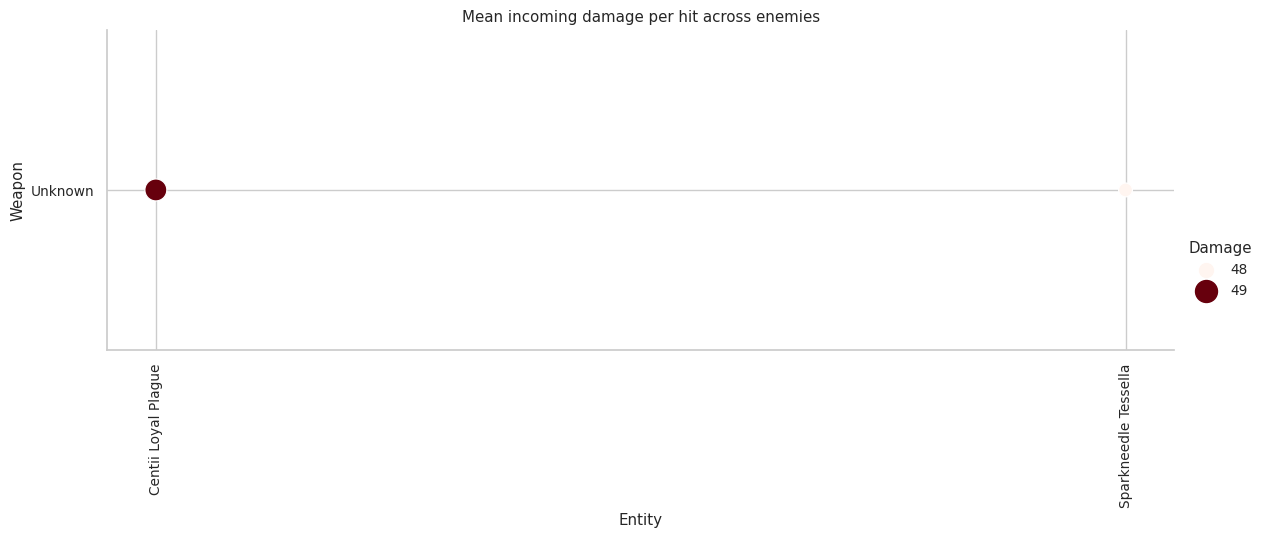 Mean incoming damage per hit across enemies
Weapon
Unknown
Damage
48
49
Centii Loyal Plague
Sparkneedle Tessella
Entity